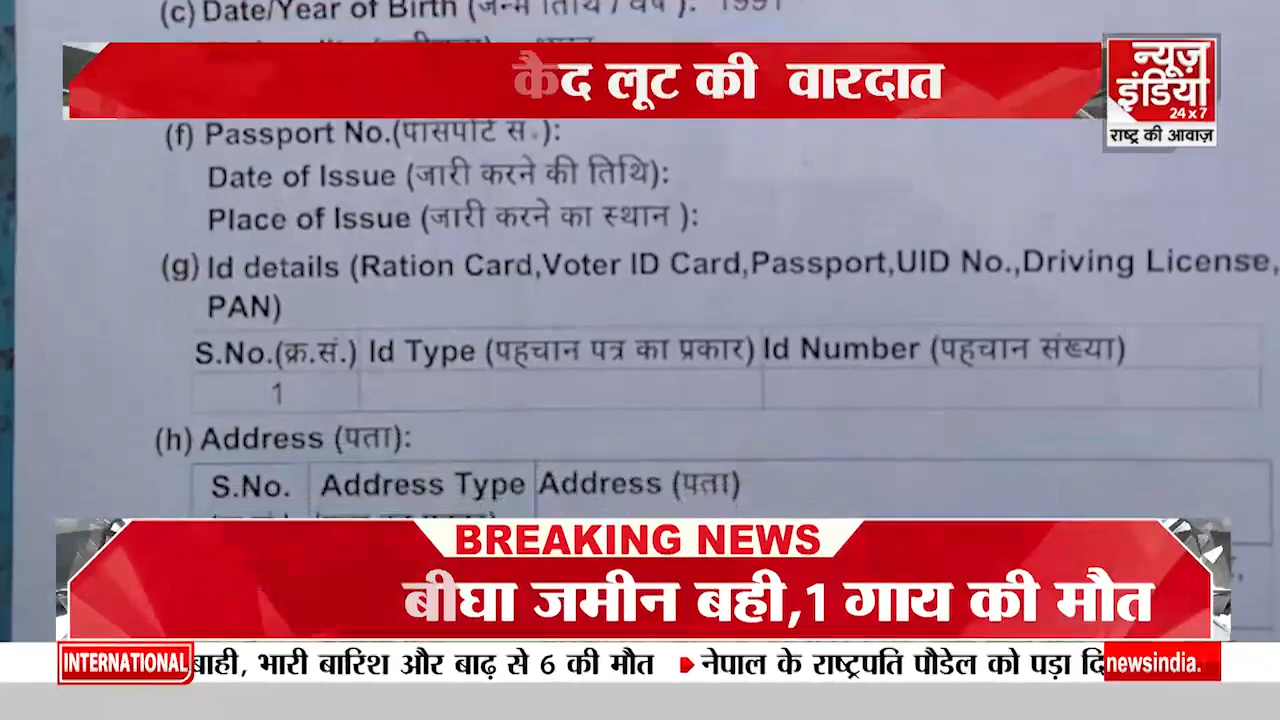 (c) Date/Year of Birth (जन्म तिथि / वर्ष ): 1991
कैद लूट की वारदात
न्यूज़
इंडिया
24x7
राष्ट्र की आवाज़
(f) Passport No.(पासपोर्ट सं.):
Date of Issue (जारी करने की तिथि):
Place of Issue (जारी करने का स्थान ):
(g) Id details (Ration Card,Voter ID Card,Passport,UID No.,Driving License,
PAN)
S.No.(क्र.सं.) Id Type (पहचान पत्र का प्रकार) Id Number (पहचान संख्या)
1
(h) Address (पता):
S.No. Address Type Address (पता)
BREAKING NEWS
बीघा जमीन बही,1 गाय की मौत
INTERNATIONAL बाही, भारी बारिश और बाढ़ से 6 की मौत नेपाल के राष्ट्रपति पौडेल को पड़ा दि newsindia.